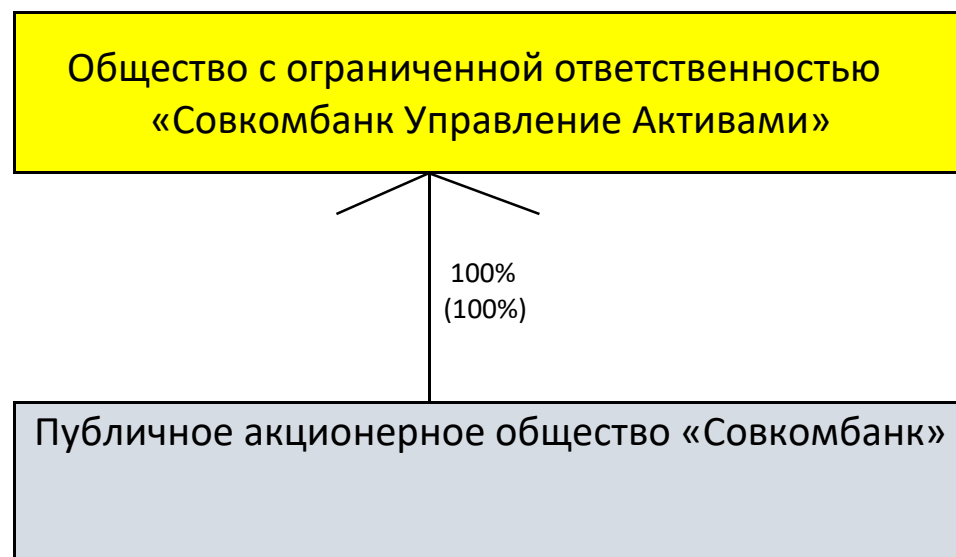 Общество с ограниченной ответственностью
«Совкомбанк Управление Активами»
100%
(100%)
Публичное акционерное общество «Совкомбанк»